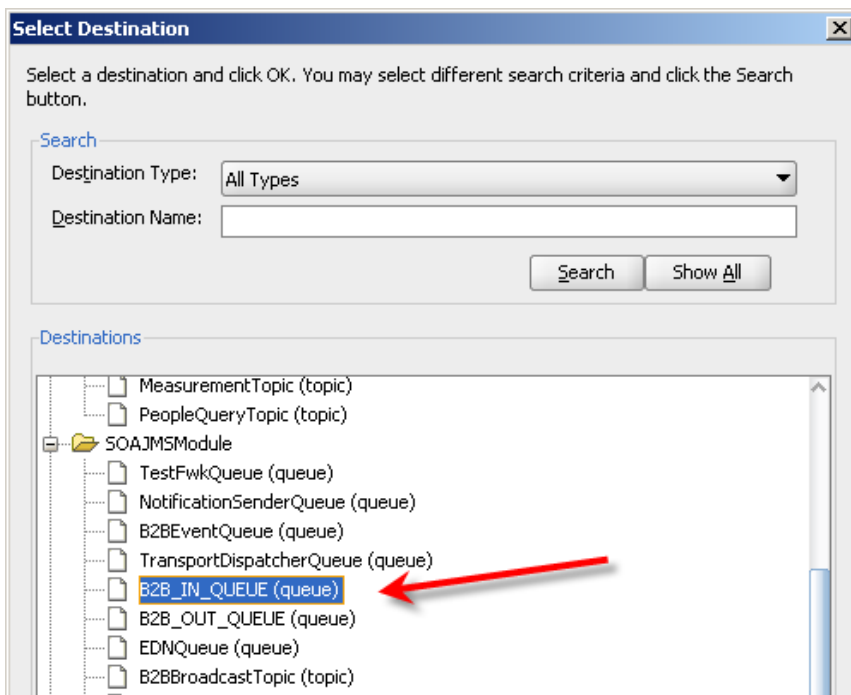 Select Destination
Select a destination and click OK. You may select different search criteria and click the Search
button.
Search
Destination Type: All Types
Destination Name:
Search Show All
Destinations
MeasurementTopic (topic)
PeopleQueryTopic (topic)
SOAJMSModule
TestFwkQueue (queue)
NotificationSenderQueue (queue)
B2BEventQueue (queue)
TransportDispatcherQueue (queue)
B2B_IN_QUEUE (queue)
B2B_OUT_QUEUE (queue)
EDNQueue (queue)
B2BBroadcastTopic (topic)